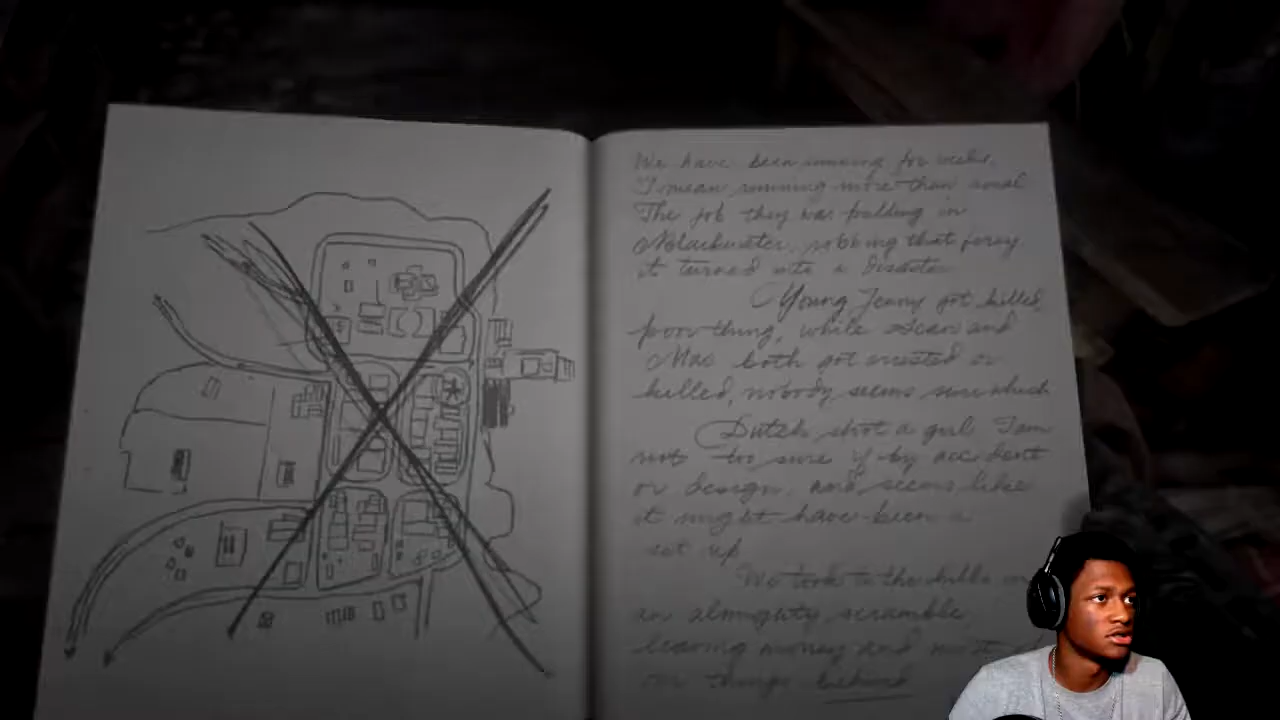 We have been running for weeks.
I mean running more than usual
The job they was pulling in
Blackwater, robbing that ferry
it turned into a disaster
Young Jenny got killed,
poor thing, while Sean and
Mac both got arrested or
killed, nobody seems sure which
Dutch shot a girl I am
not too sure if by accident
or design, and seems like
it might have been a
set up
We took to the hills in
an almighty scramble,
leaving money and most
our things behind